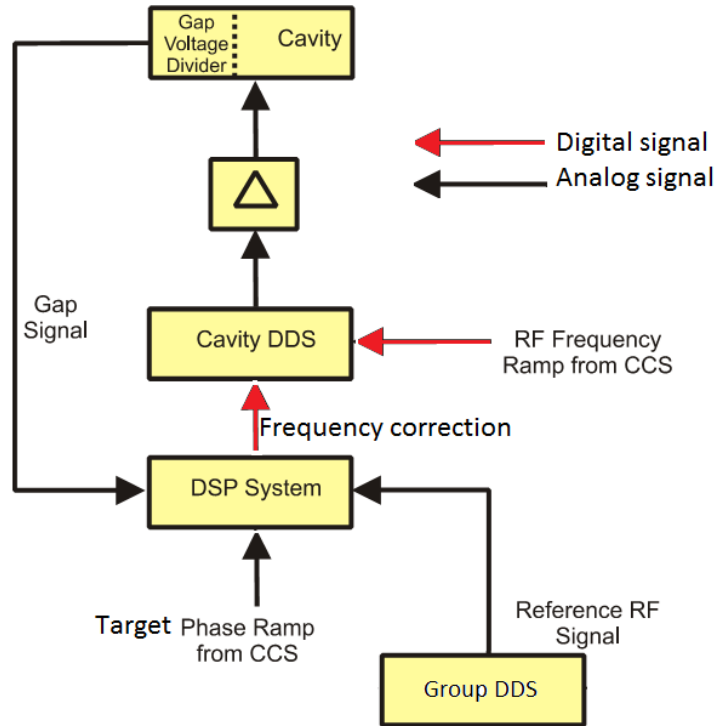 Gap
Voltage
Divider
Cavity
Digital signal
Analog signal
Gap
Signal
Cavity DDS
RF Frequency
Ramp from CCS
Frequency correction
DSP System
Target Phase Ramp
from CCS
Reference RF
Signal
Group DDS